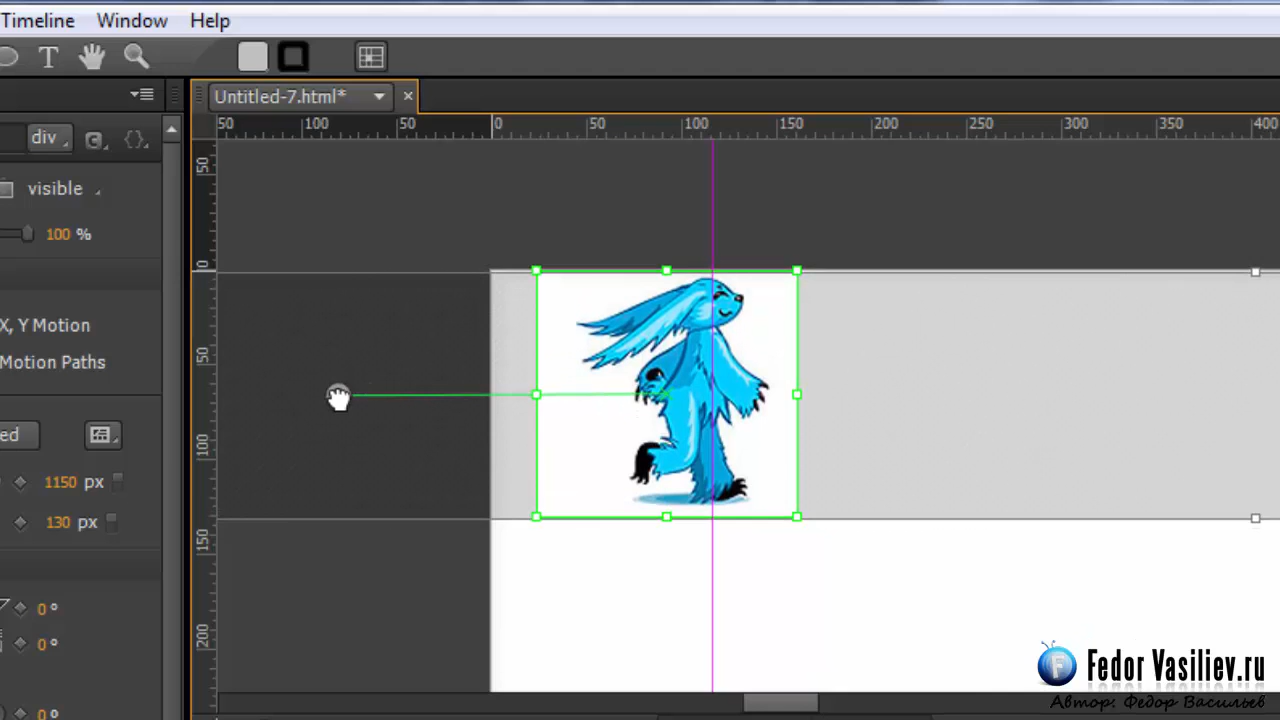 Timeline Window Help
T
Untitled-7.html* ×
50 100 50 0 50 100 150 200 250 300 350 400
div
{}
visible
100 %
X, Y Motion
Motion Paths
ed
1150 px
130 px
0°
0°
0°
50
0
50
100
150
200
F Fedor Vasiliev.ru
Автор: Федор Васильев